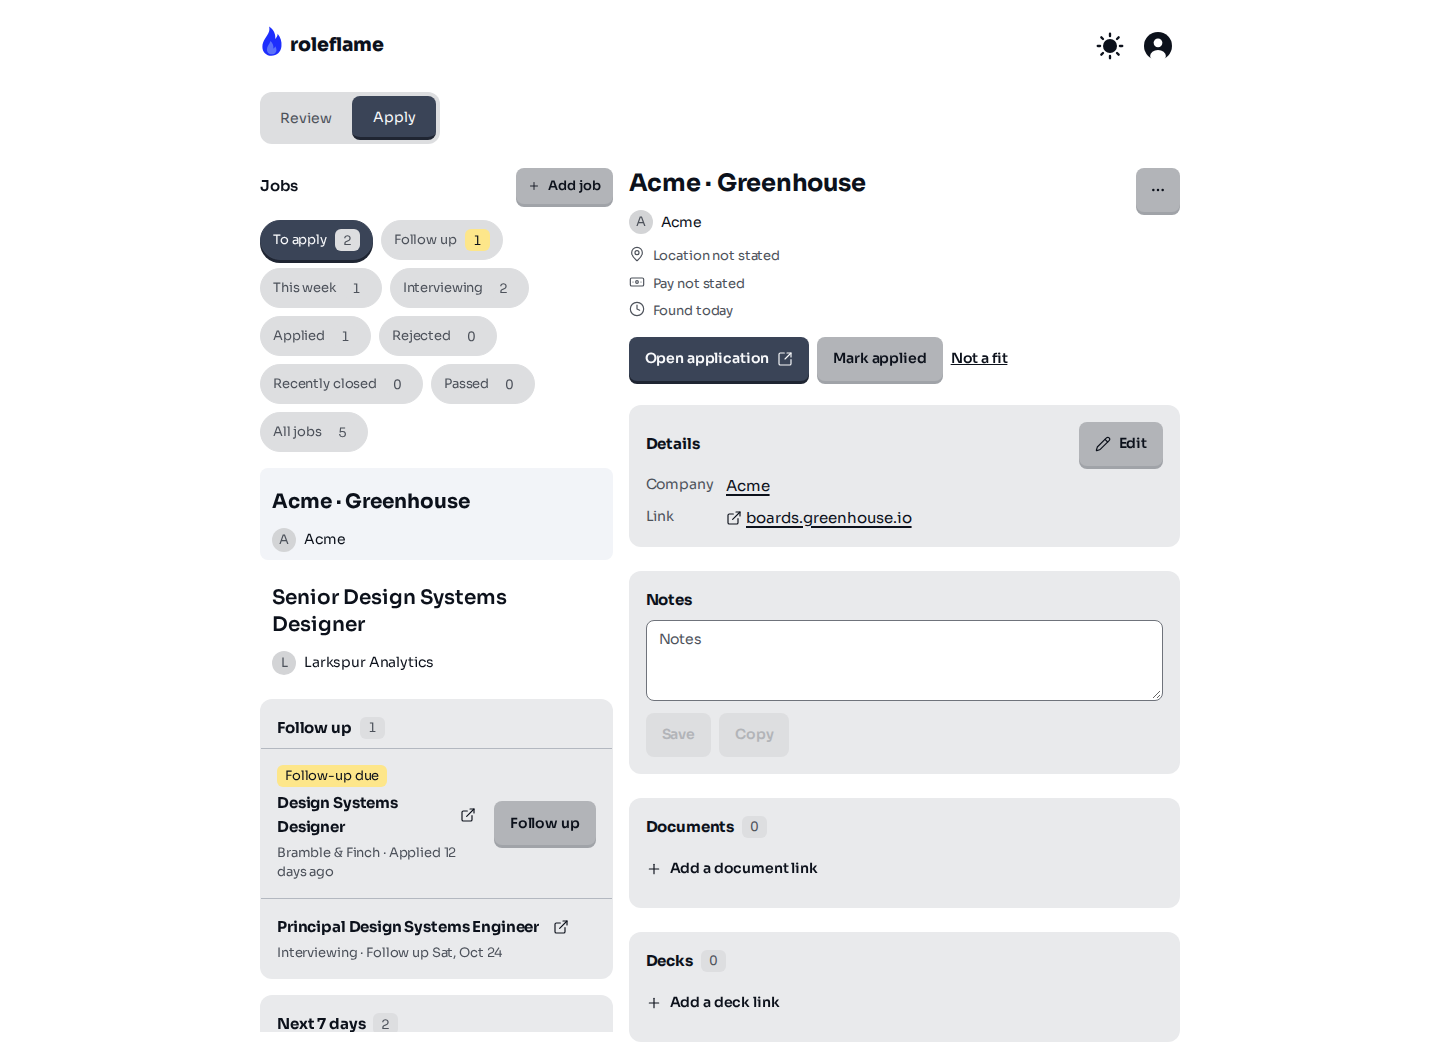 roleflame
Review
Apply
Jobs
+ Add job
To apply 2
Follow up 1
This week 1
Interviewing 2
Applied 1
Rejected 0
Recently closed 0
Passed 0
All jobs 5
Acme · Greenhouse
A Acme
Senior Design Systems
Designer
L Larkspur Analytics
Follow up 1
Follow-up due
Design Systems
Designer
Follow up
Bramble & Finch · Applied 12
days ago
Principal Design Systems Engineer
Interviewing · Follow up Sat, Oct 24
Next 7 days 2
Acme · Greenhouse
...
A Acme
Location not stated
Pay not stated
Found today
Open application
Mark applied
Not a fit
Details
Edit
Company Acme
Link boards.greenhouse.io
Notes
Notes
Save
Copy
Documents 0
+ Add a document link
Decks 0
+ Add a deck link